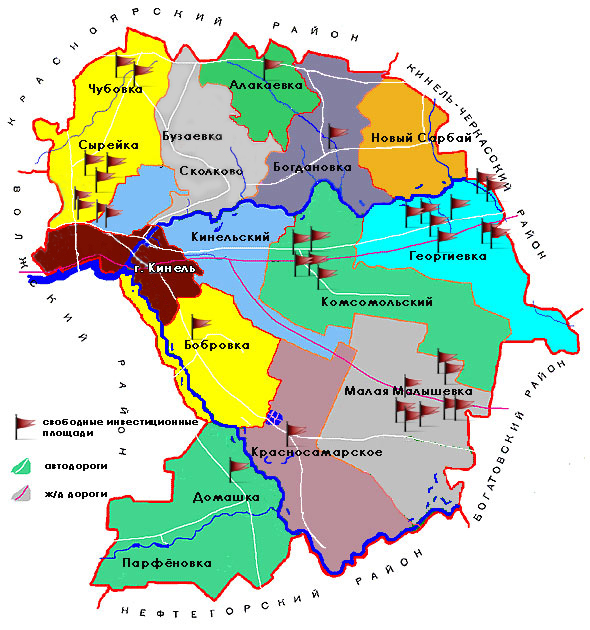 КРАСНОЯРСКИЙ РАЙОН
КИНЕЛЬ-ЧЕРКАССКИЙ РАЙОН
Чубовка
Алакаевка
Бузаевка
Новый Сарбай
Сырейка
Сколково
Богдановка
ВОЛЖСКИЙ РАЙОН
Кинельский
Георгиевка
г. Кинель
Комсомольский
Бобровка
Малая Малышевка
БОГАТОВСКИЙ РАЙОН
свободные инвестиционные
площади
Красносамарское
автодороги
Домашка
ж/д дороги
Парфёновка
НЕФТЕГОРСКИЙ РАЙОН